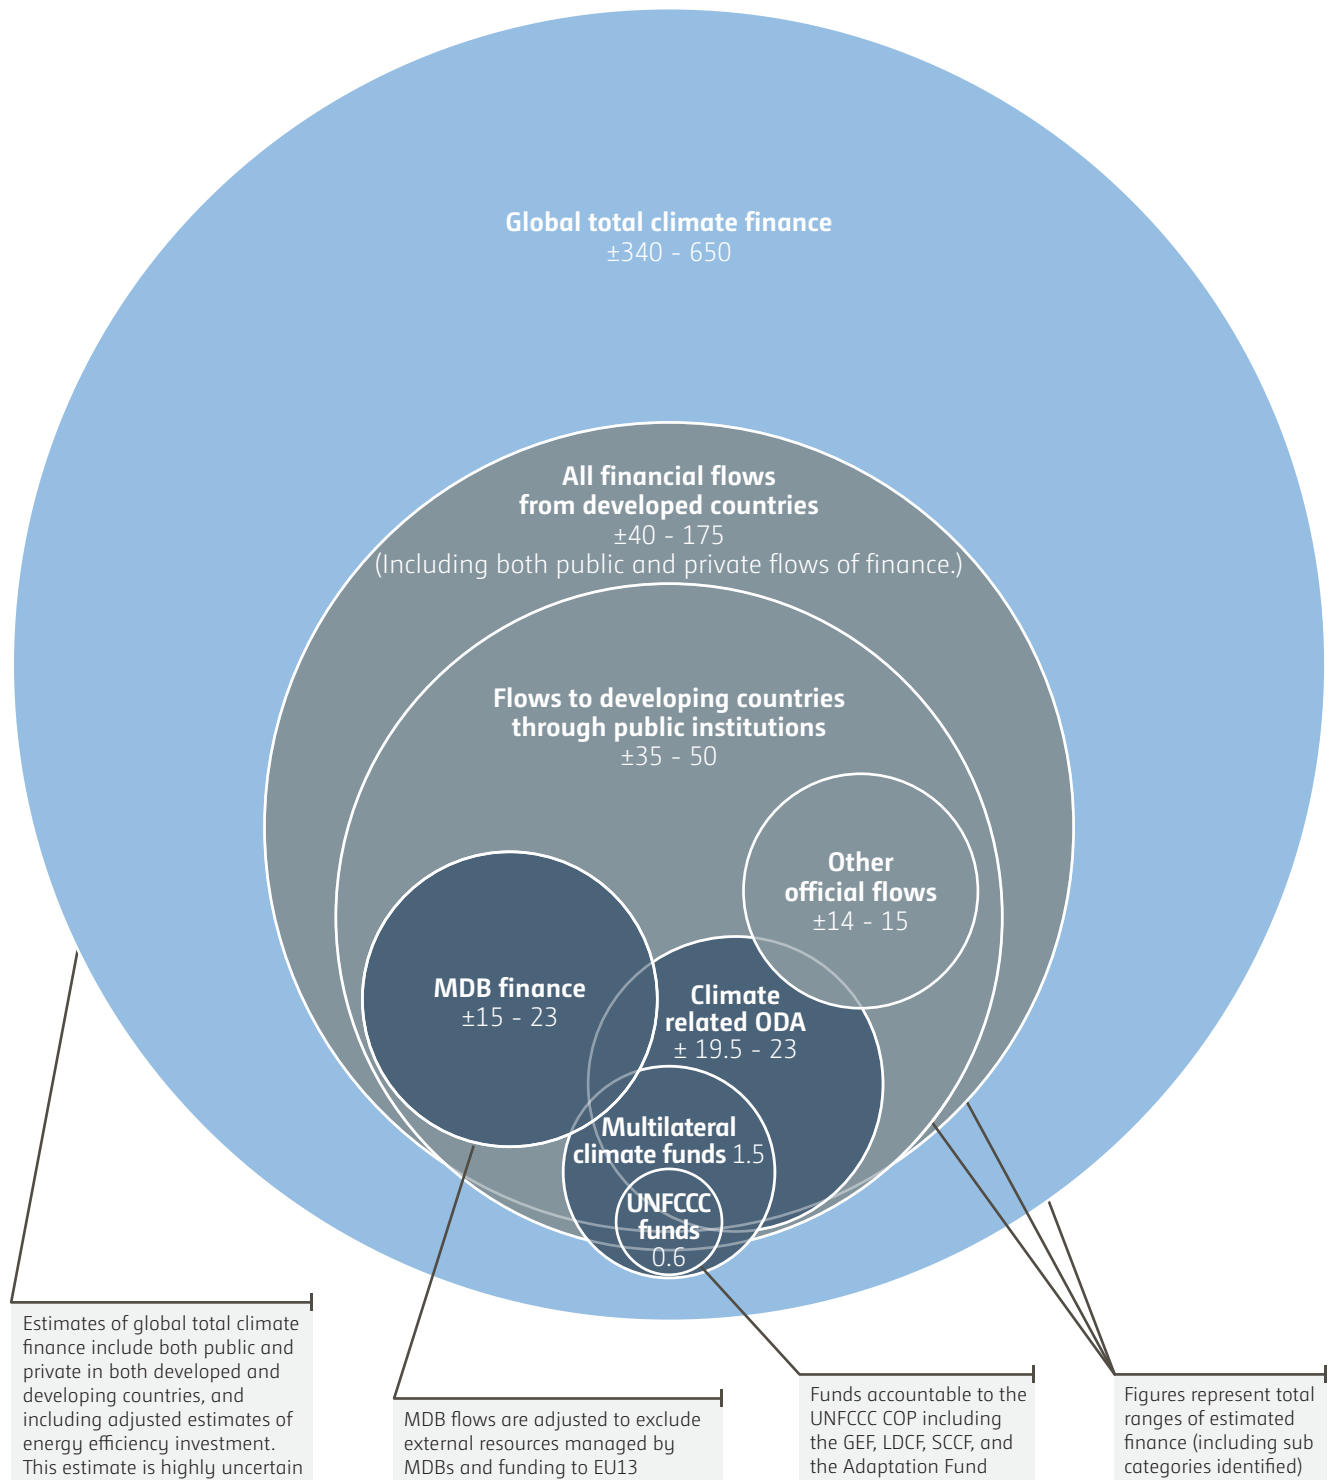 Global total climate finance
±340 - 650
All financial flows
from developed countries
±40 - 175
(Including both public and private flows of finance.)
Flows to developing countries
through public institutions
±35 - 50
Other
official flows
±14 - 15
MDB finance
±15 - 23
Climate
related ODA
± 19.5 - 23
Multilateral
climate funds 1.5
UNFCCC
funds
0.6
Estimates of global total climate
finance include both public and
private in both developed and
developing countries, and
including adjusted estimates of
energy efficiency investment.
This estimate is highly uncertain
MDB flows are adjusted to exclude
external resources managed by
MDBs and funding to EU13
Funds accountable to the
UNFCCC COP including
the GEF, LDCF, SCCF, and
the Adaptation Fund
Figures represent total
ranges of estimated
finance (including sub
categories identified)